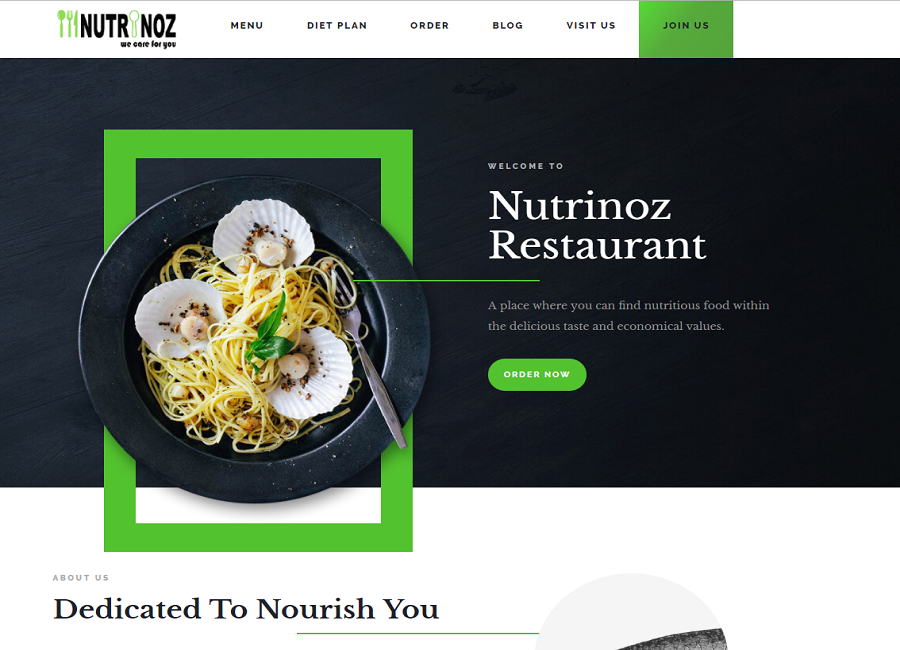 NUTRINOZ
we care for you
MENU
DIET PLAN
ORDER
BLOG
VISIT US
JOIN US
WELCOME TO
Nutrinoz
Restaurant
A place where you can find nutritious food within
the delicious taste and economical values.
ORDER NOW
ABOUT US
Dedicated To Nourish You